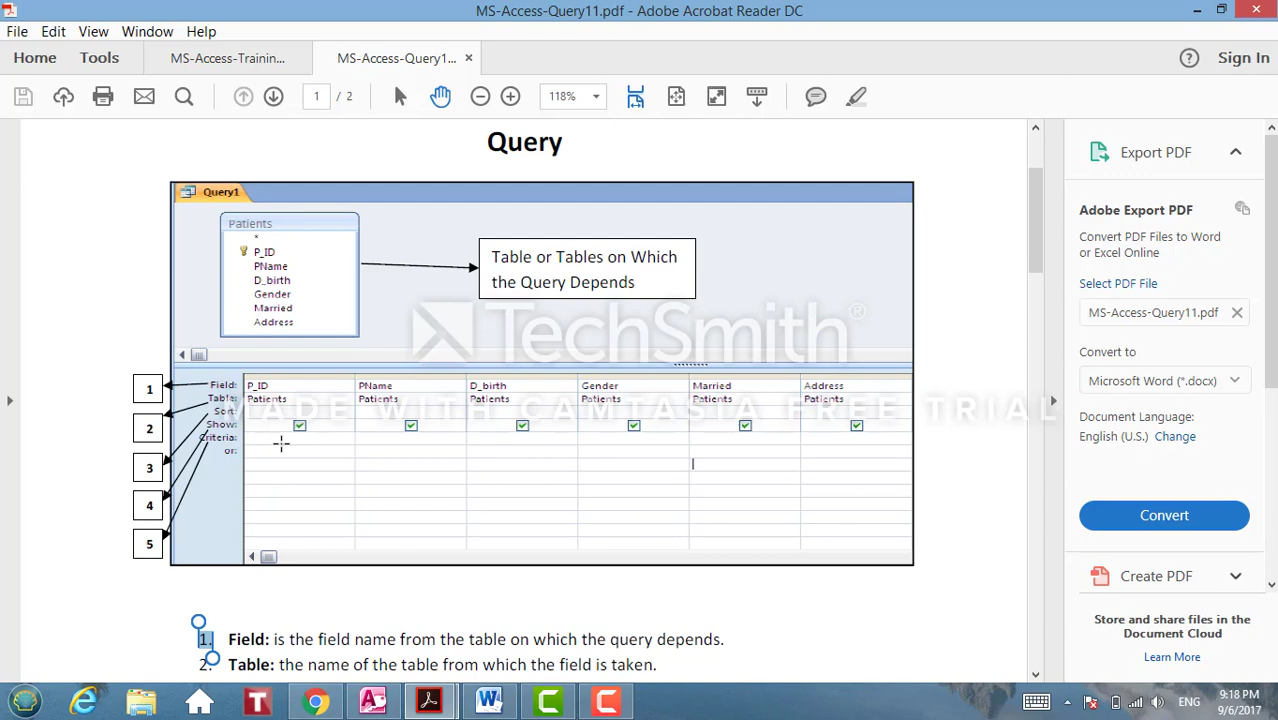 MS-Access-Query11.pdf - Adobe Acrobat Reader DC
File Edit View Window Help
Home Tools MS-Access-Trainin... MS-Access-Query1... × Sign In
1 / 2 118%
Query
Query1
Patients
*
P_ID
PName
D_birth
Gender
Married
Address
Table or Tables on Which
the Query Depends
TechSmith®
MADE WITH CAMTASIA FREE TRIAL
1
2
3
4
5
Field: P_ID PName D_birth Gender Married Address
Table: Patients Patients Patients Patients Patients Patients
Sort:
Show:
Criteria:
or:
1. Field: is the field name from the table on which the query depends.
2. Table: the name of the table from which the field is taken.
Export PDF
Adobe Export PDF
Convert PDF Files to Word
or Excel Online
Select PDF File
MS-Access-Query11.pdf ×
Convert to
Microsoft Word (*.docx)
Document Language:
English (U.S.) Change
Convert
Create PDF
Store and share files in the
Document Cloud
Learn More
ENG
9:18 PM
9/6/2017